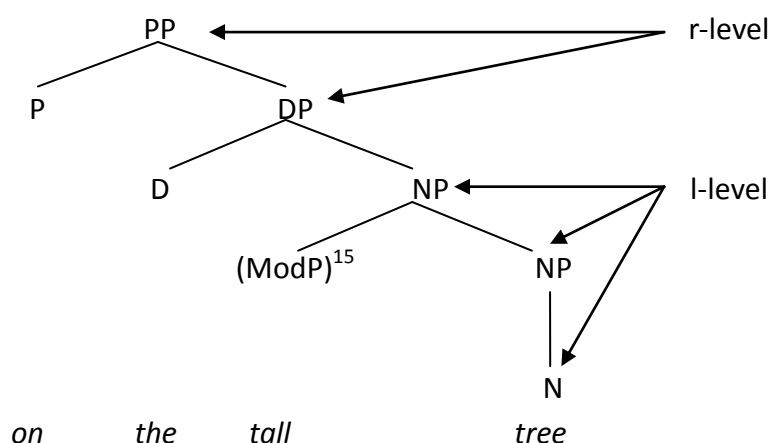 PP r-level
P DP
D NP l-level
(ModP)15 NP
N
on the tall tree